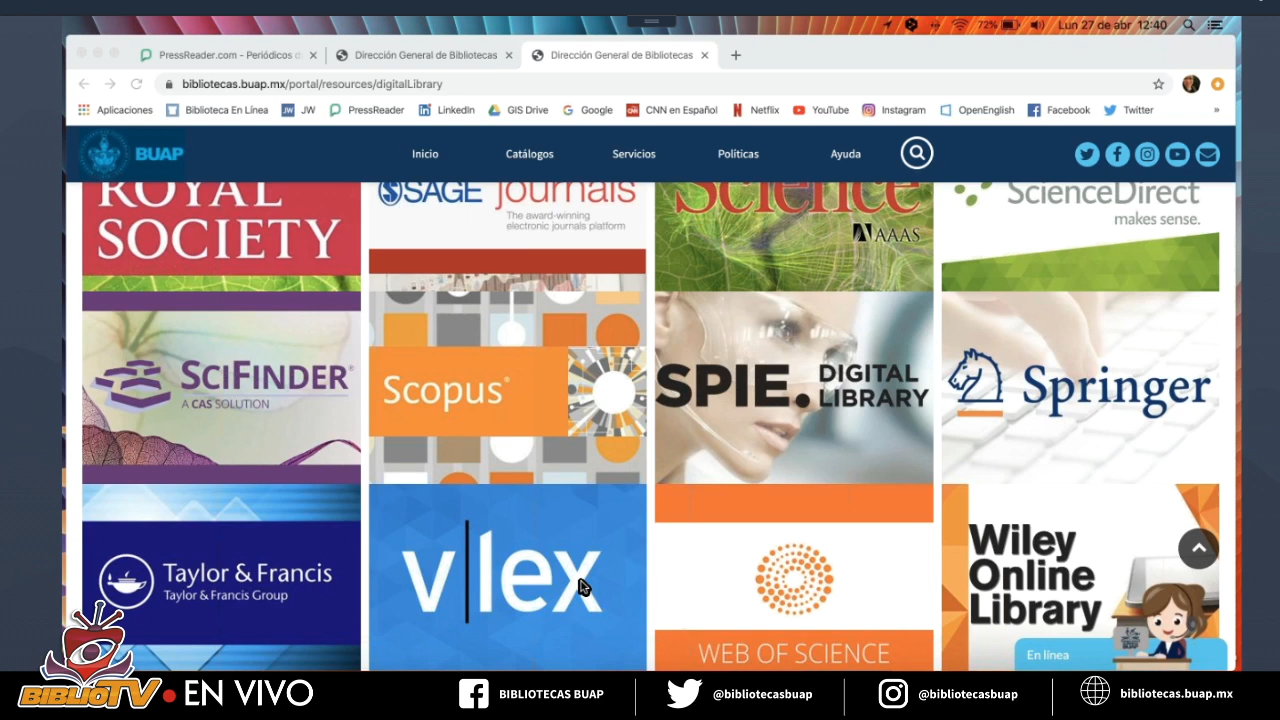 72%
Lun 27 de abr 12:40
PressReader.com - Periódicos d
Dirección General de Bibliotecas
Dirección General de Bibliotecas
bibliotecas.buap.mx/portal/resources/digitalLibrary
Aplicaciones
Biblioteca En Línea
JW
JW
PressReader
LinkedIn
GIS Drive
Google
CNN en Español
Netflix
YouTube
Instagram
OpenEnglish
Facebook
Twitter
»
BUAP
Inicio
Catálogos
Servicios
Políticas
Ayuda
ROYAL
SOCIETY
SAGE journals
The award-winning
electronic journals platform
Science
AAAS
ScienceDirect
makes sense.
SCIFINDER®
A CAS SOLUTION
Scopus®
SPIE. DIGITAL
LIBRARY
Springer
Taylor & Francis
Taylor & Francis Group
v|lex
WEB OF SCIENCE
Wiley
Online
Library
En línea
BUAP
BIBLIOTV
EN VIVO
BIBLIOTECAS BUAP
@bibliotecasbuap
@bibliotecasbuap
bibliotecas.buap.mx